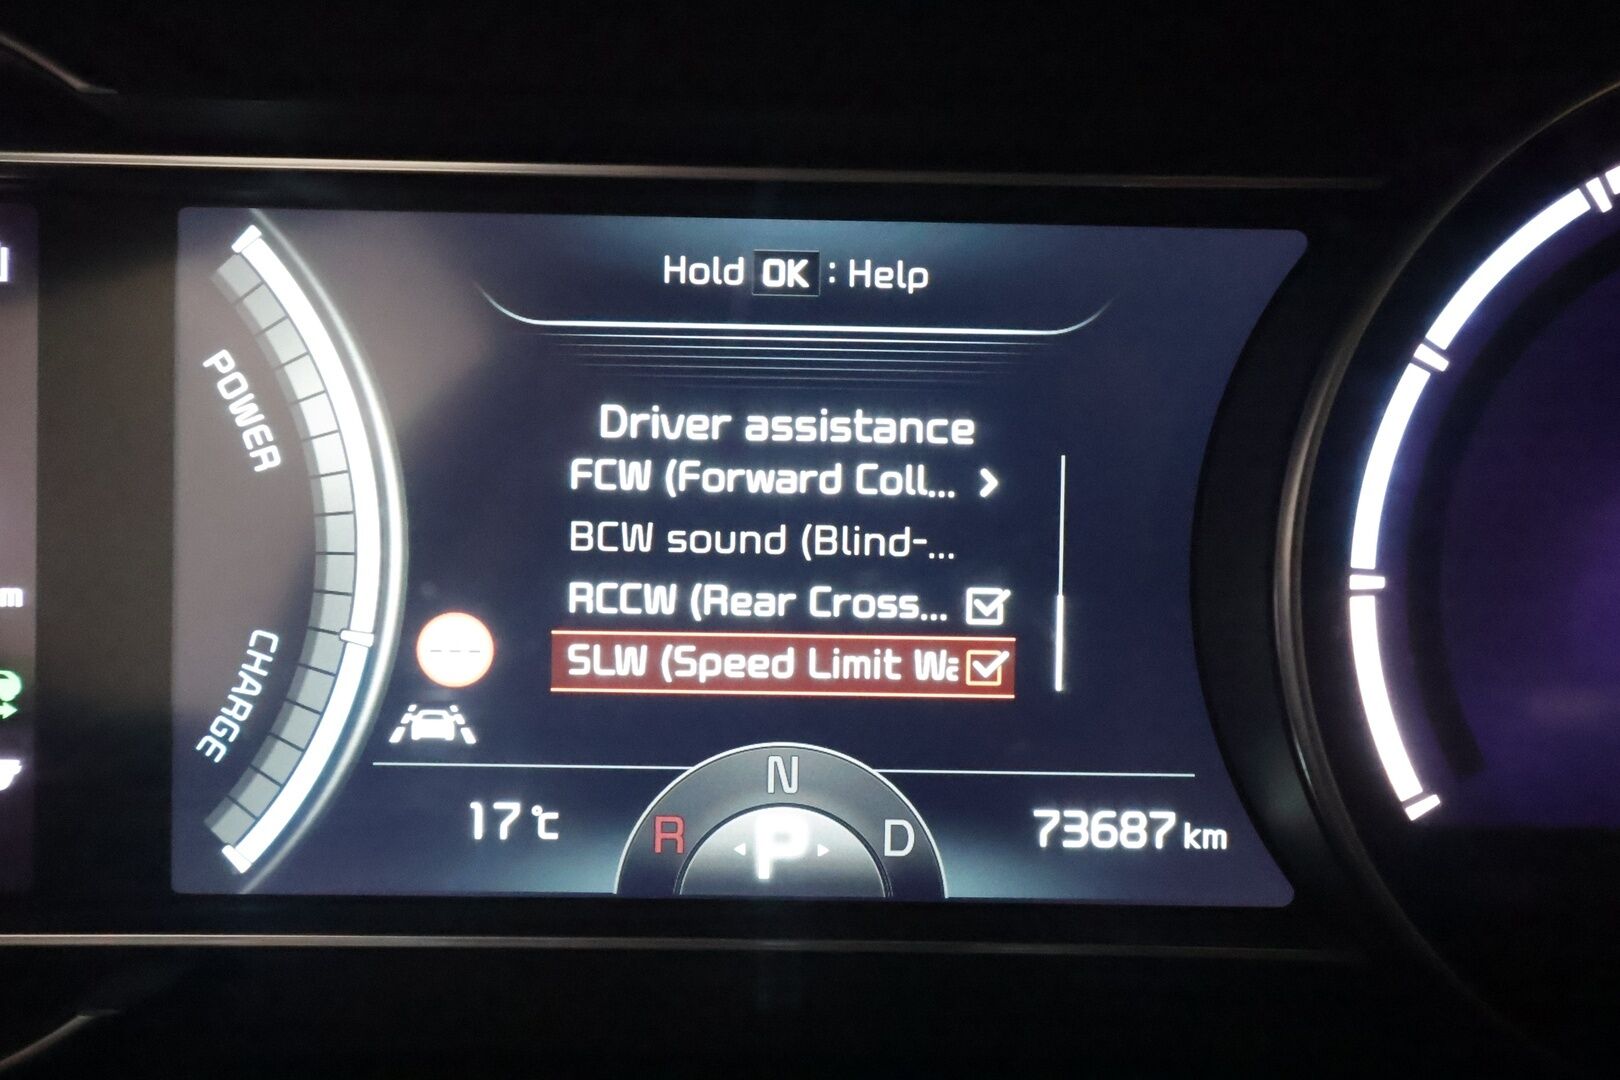 Hold OK : Help
POWER
CHARGE
Driver assistance
FCW (Forward Coll...
BCW sound (Blind-...
RCCW (Rear Cross...
SLW (Speed Limit Wa
---
N
R P D
17°C
73687 km
m